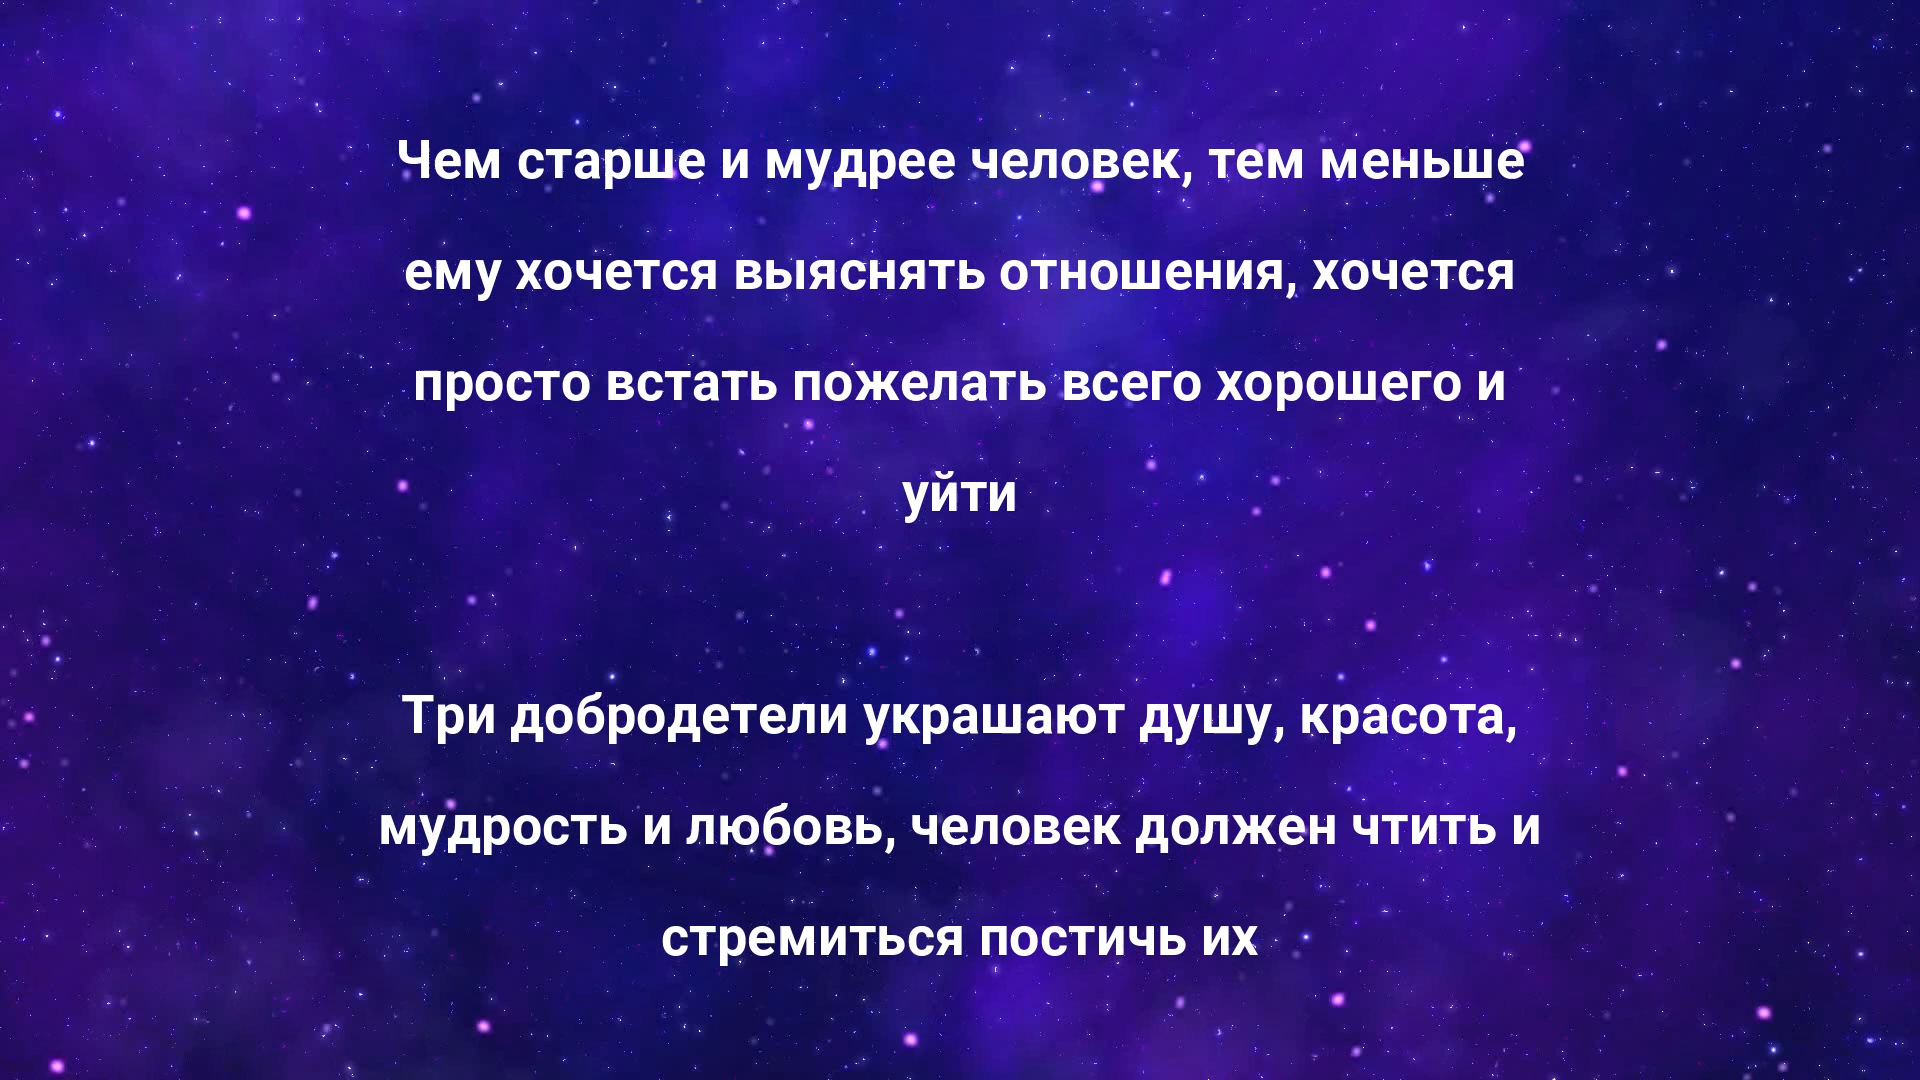 Чем старше и мудрее человек, тем меньше
ему хочется выяснять отношения, хочется
просто встать пожелать всего хорошего и
уйти
Три добродетели украшают душу, красота,
мудрость и любовь, человек должен чтить и
стремиться постичь их